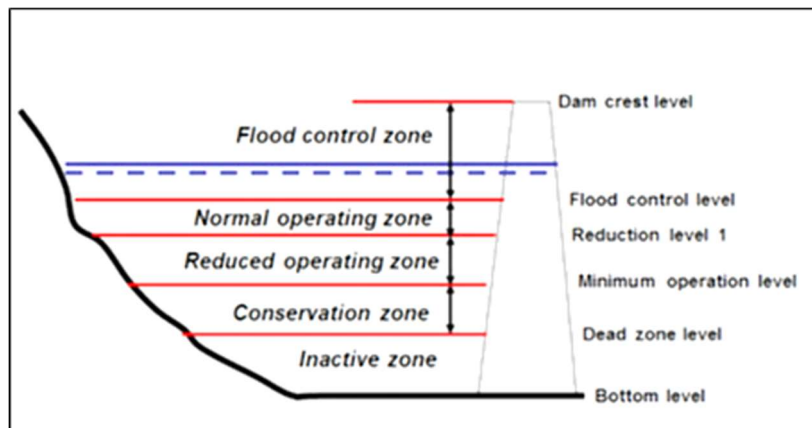 Dam crest level
Flood control zone
Flood control level
Normal operating zone
Reduction level 1
Reduced operating zone
Minimum operation level
Conservation zone
Dead zone level
Inactive zone
Bottom level